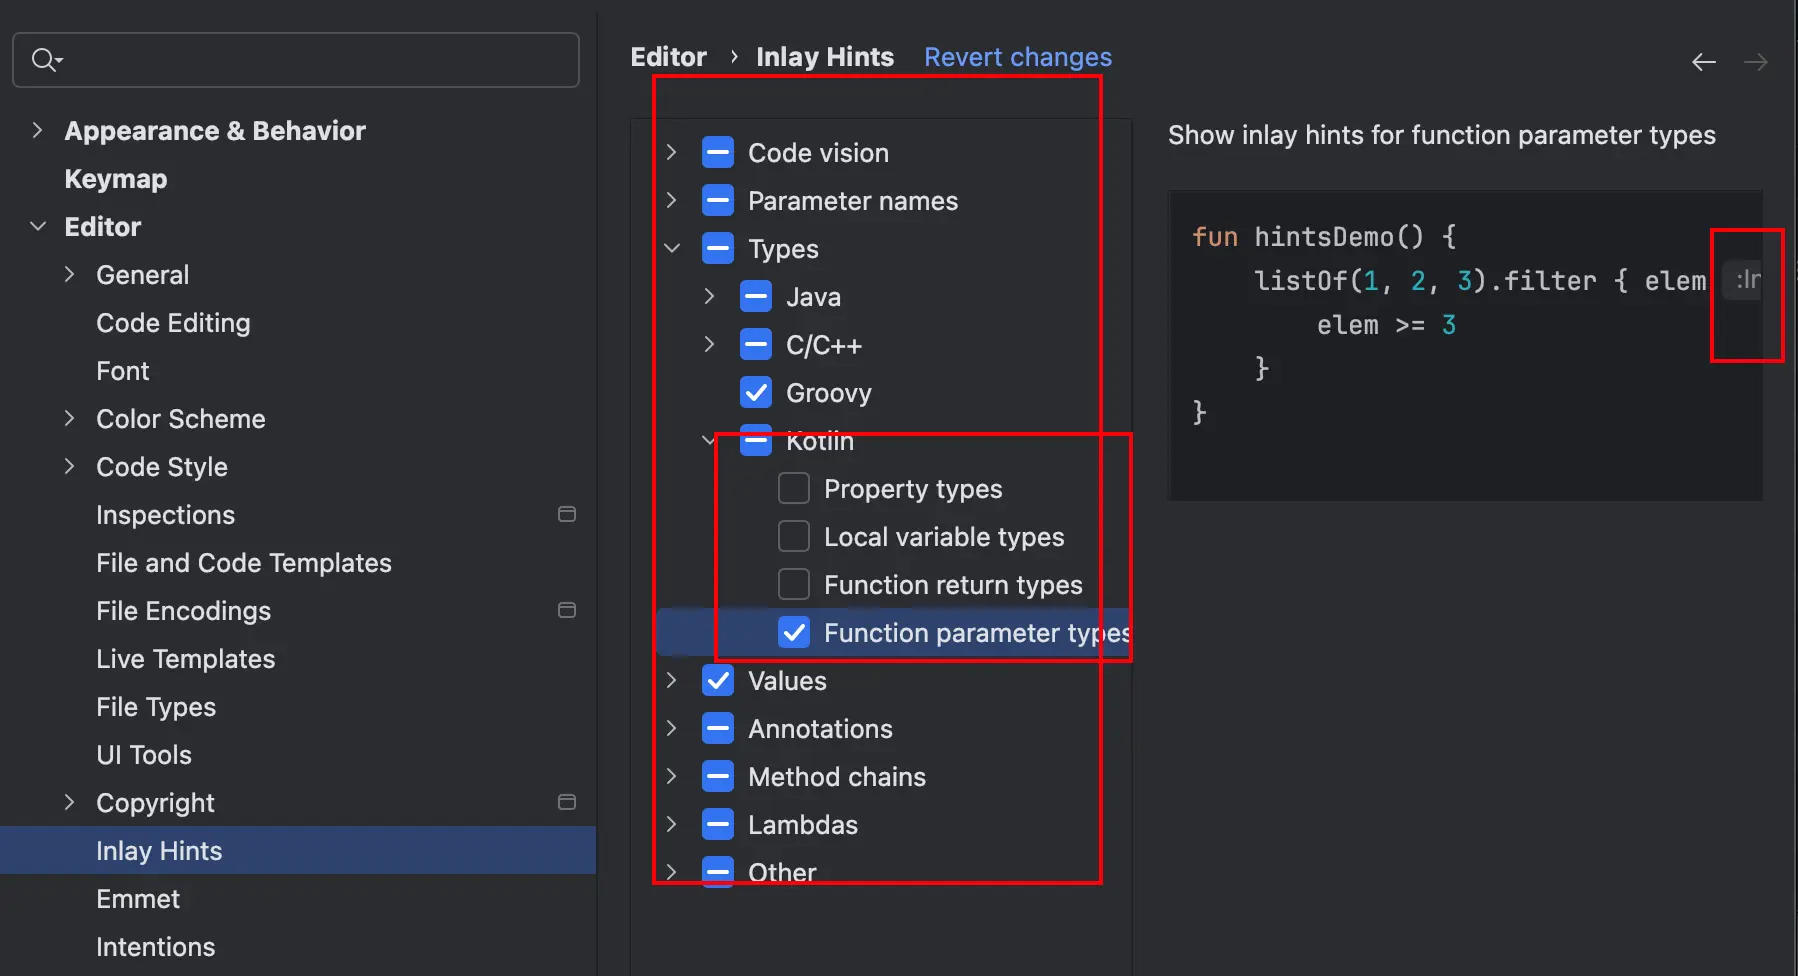 Appearance & Behavior
Keymap
Editor
General
Code Editing
Font
Color Scheme
Code Style
Inspections
File and Code Templates
File Encodings
Live Templates
File Types
UI Tools
Copyright
Inlay Hints
Emmet
Intentions
Editor › Inlay Hints Revert changes
Code vision
Parameter names
Types
Java
C/C++
Groovy
Kotlin
Property types
Local variable types
Function return types
Function parameter types
Values
Annotations
Method chains
Lambdas
Other
Show inlay hints for function parameter types
fun hintsDemo() {
listOf(1, 2, 3).filter { elem
elem >= 3
}
}